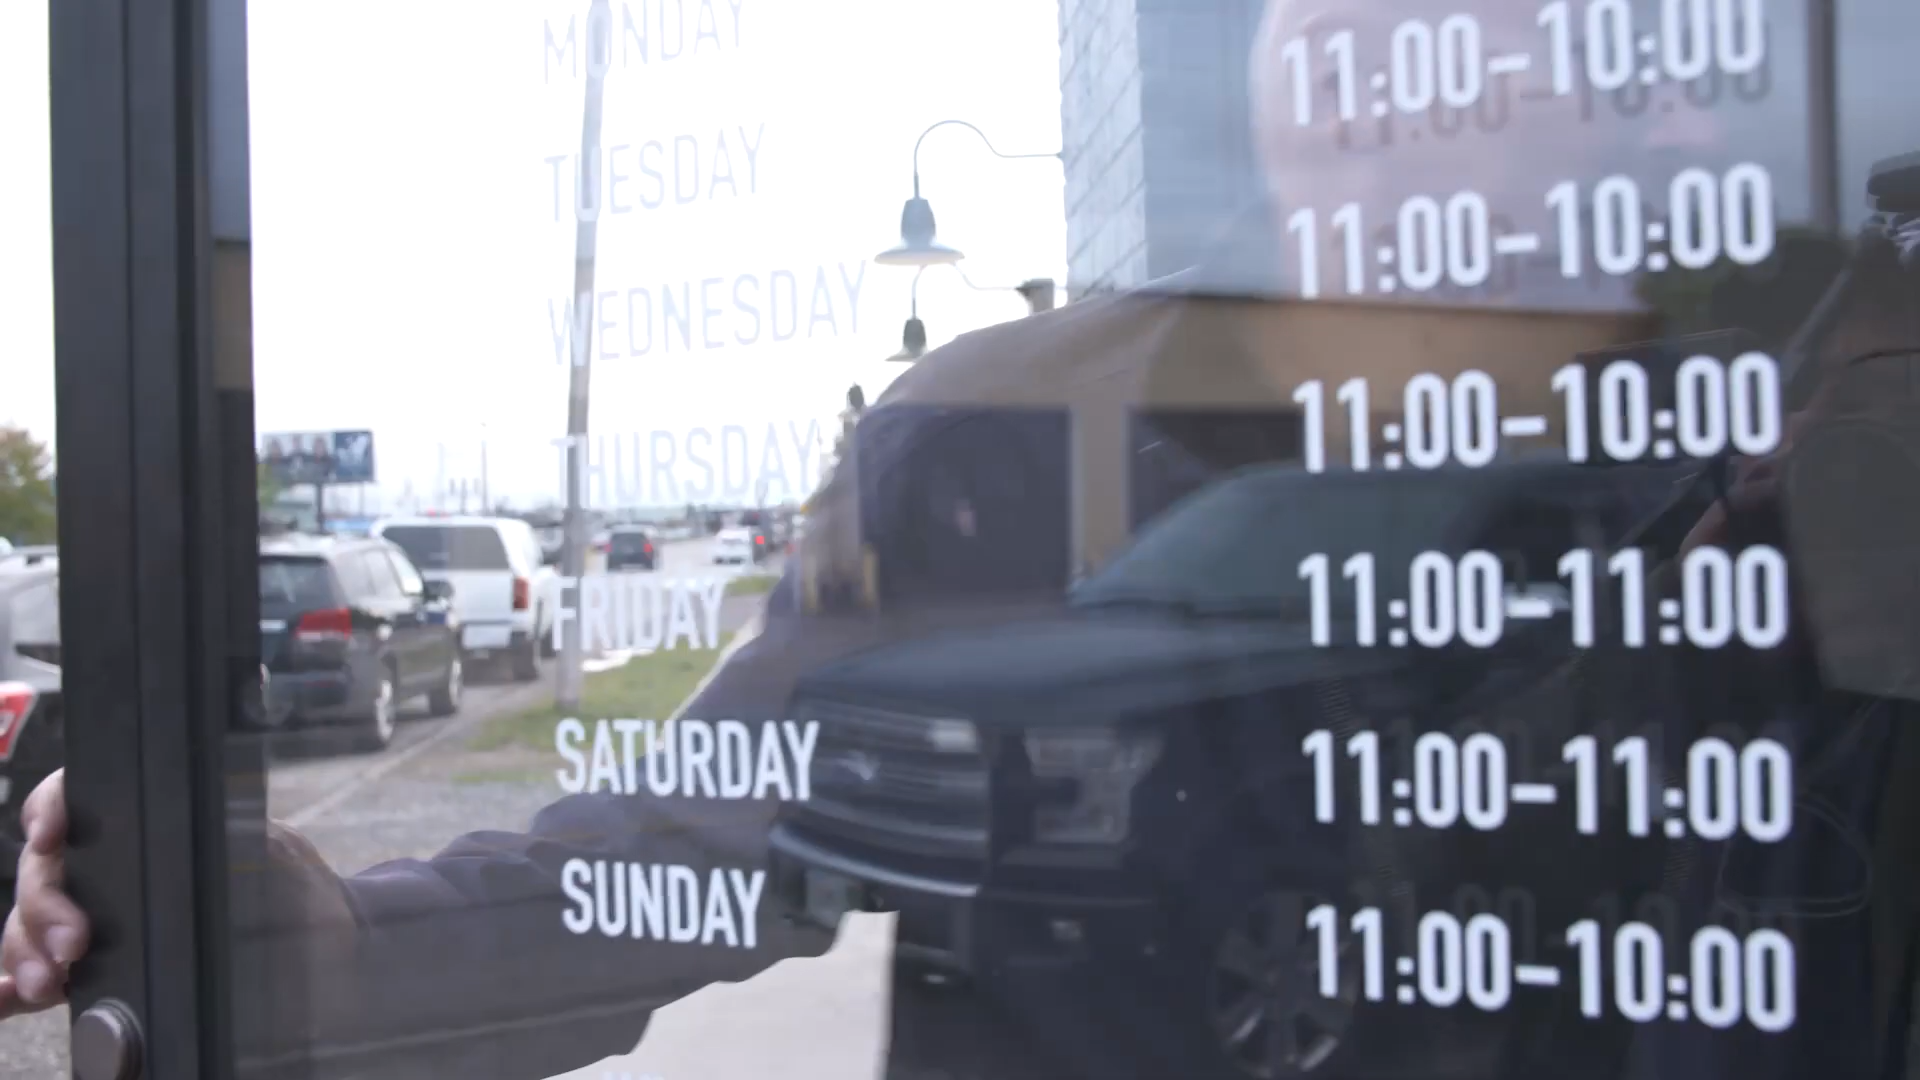 MONDAY
TUESDAY 11:00-10:00
WEDNESDAY 11:00-10:00
THURSDAY 11:00-10:00
FRIDAY 11:00-11:00
SATURDAY 11:00-11:00
SUNDAY 11:00-10:00